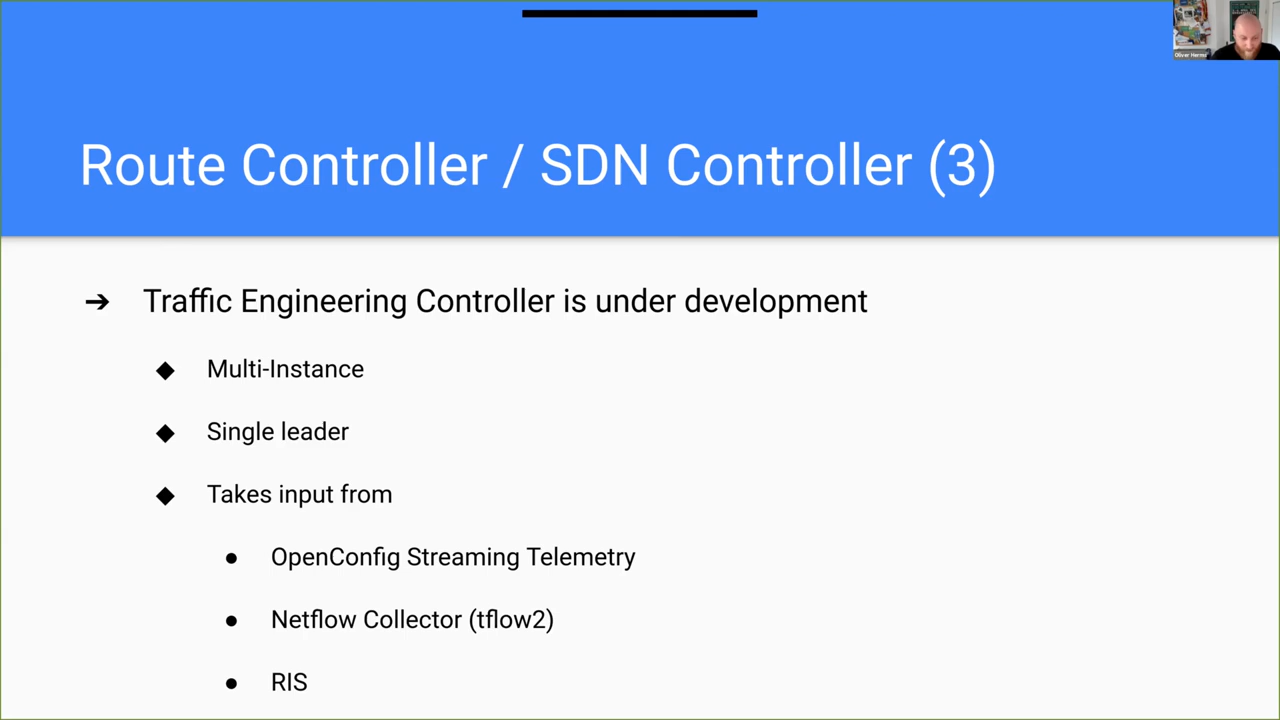 Route Controller / SDN Controller (3)
➔ Traffic Engineering Controller is under development
◆ Multi-Instance
◆ Single leader
◆ Takes input from
● OpenConfig Streaming Telemetry
● Netflow Collector (tflow2)
● RIS
Oliver